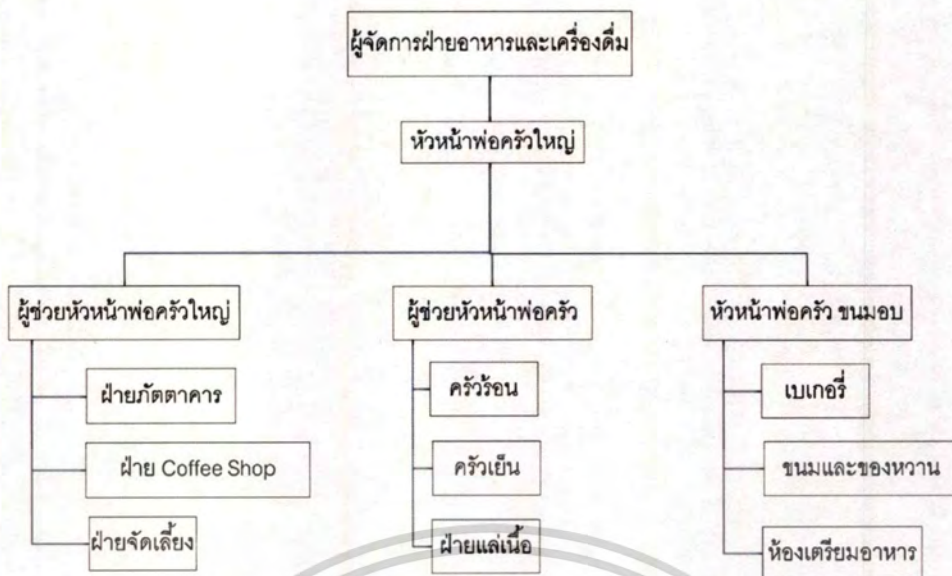 ผู้จัดการฝ่ายอาหารและเครื่องดื่ม
หัวหน้าพ่อครัวใหญ่
ผู้ช่วยหัวหน้าพ่อครัวใหญ่
ฝ่ายภัตตาคาร
ฝ่าย Coffee Shop
ฝ่ายจัดเลี้ยง
ผู้ช่วยหัวหน้าพ่อครัว
ครัวร้อน
ครัวเย็น
ฝ่ายแล่เนื้อ
หัวหน้าพ่อครัว ขนมอบ
เบเกอรี่
ขนมและของหวาน
ห้องเตรียมอาหาร